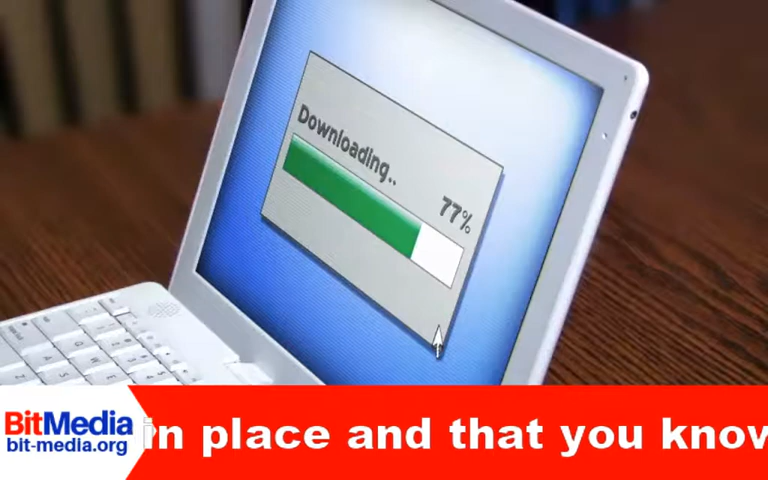 Downloading..
77%
BitMedia
bit-media.org
in place and that you know